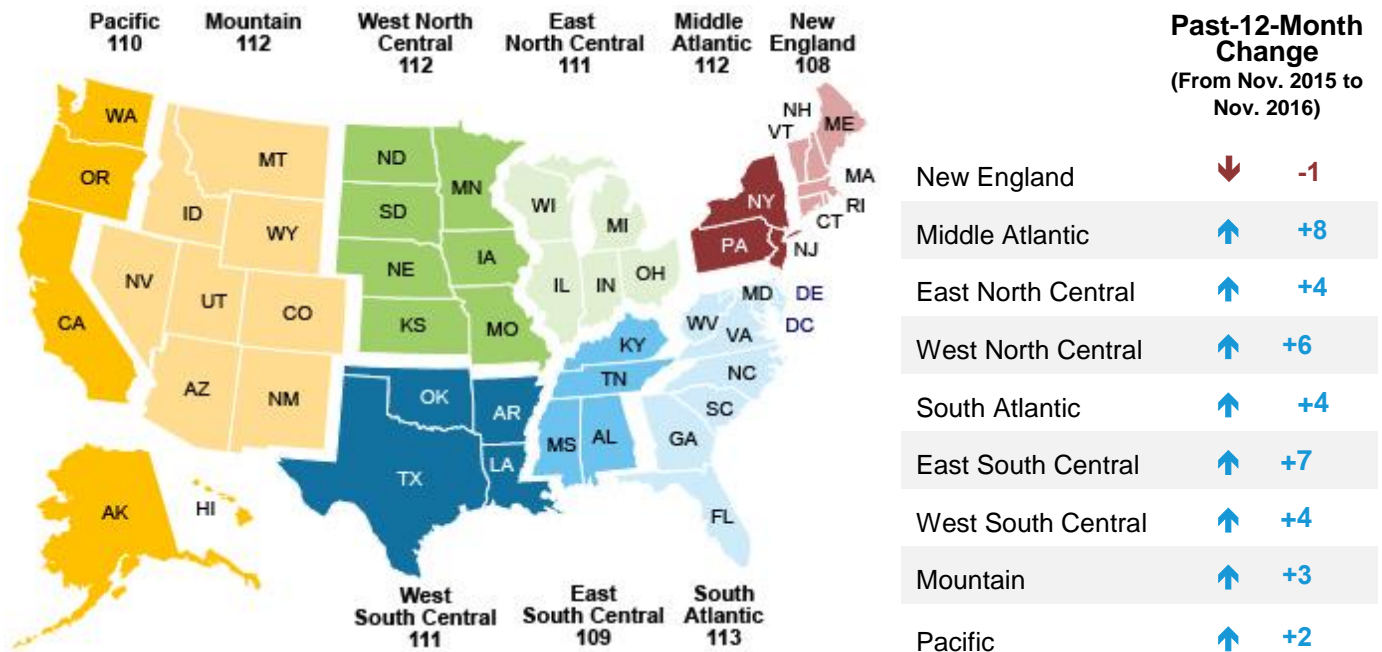 Pacific
110
Mountain
112
West North
Central
112
East
North Central
111
Middle
Atlantic
112
New
England
108
WA
OR
CA
AK
HI
MT
ID
WY
NV
UT
CO
AZ
NM
ND
SD
NE
KS
MN
IA
MO
WI
MI
IL
IN
OH
NY
PA
NJ
NH
VT
ME
MA
RI
CT
MD
DE
DC
WV
VA
NC
SC
GA
FL
KY
TN
MS
AL
OK
AR
TX
LA
West
South Central
111
East
South Central
109
South
Atlantic
113
Past-12-Month
Change
(From Nov. 2015 to
Nov. 2016)
New England -1
Middle Atlantic +8
East North Central +4
West North Central +6
South Atlantic +4
East South Central +7
West South Central +4
Mountain +3
Pacific +2